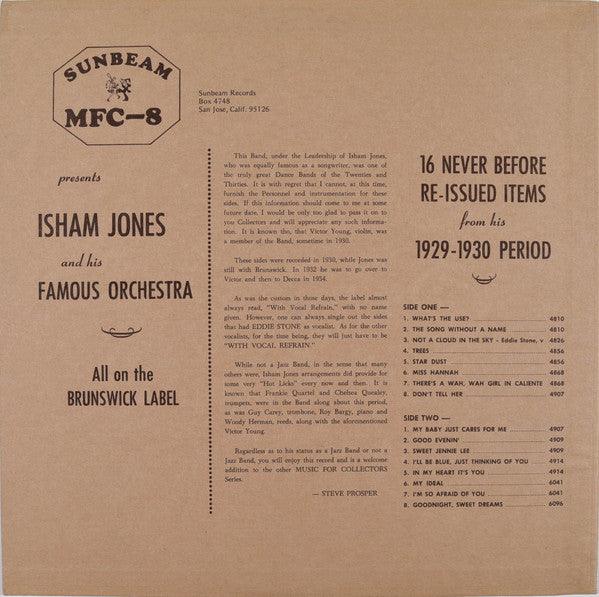 SUNBEAM
MFC-8
Sunbeam Records
Box 4748
San Jose, Calif. 95126
presents
ISHAM JONES
and his
FAMOUS ORCHESTRA
All on the
BRUNSWICK LABEL
This Band, under the Leadership of Isham Jones,
who was equally famous as a songwriter, was one of
the truly great Dance Bands of the Twenties and
Thirties. It is with regret that I cannot, at this time,
furnish the Personnel and instrumentation for these
sides. If this information should come to me at some
future date. I would be only too glad to pass it on to
you Collectors and will appreciate any such informa-
tion. It is known tho, that Victor Young, violin, was
a member of the Band, sometime in 1930.
These sides were recorded in 1930, while Jones was
still with Brunswick. In 1932 he was to go over to
Victor and then to Decca in 1934.
As was the custom in those days, the label almost
always read, "With Vocal Refrain," with no name
given. However, one can always single out the sides
that had EDDIE STONE as vocalist. As for the other
vocalists, for the time being, they will just have to be
"WITH VOCAL REFRAIN."
While not a Jazz Band, in the sense that many
others were, Isham Jones arrangements did provide for
some very "Hot Licks" every now and then. It is
known that Frankie Quartel and Chelsea Quealey,
trumpets, were in the Band along about this period,
as was Guy Carey, trombone, Roy Bargy, piano and
Woody Herman, reeds, along with the aforementioned
Victor Young.
Regardless as to his status as a Jazz Band or not a
Jazz Band, you will enjoy this record and is a welcome
addition to the other MUSIC FOR COLLECTORS
Series.
— STEVE PROSPER
16 NEVER BEFORE
RE-ISSUED ITEMS
from his
1929-1930 PERIOD
SIDE ONE —
1. WHAT'S THE USE? 4810
2. THE SONG WITHOUT A NAME 4810
3. NOT A CLOUD IN THE SKY - Eddie Stone, v 4826
4. TREES 4856
5. STAR DUST 4856
6. MISS HANNAH 4868
7. THERE'S A WAH, WAH GIRL IN CALIENTE 4868
8. DON'T TELL HER 4907
SIDE TWO —
1. MY BABY JUST CARES FOR ME 4907
2. GOOD EVENIN' 4909
3. SWEET JENNIE LEE 4909
4. I'LL BE BLUE, JUST THINKING OF YOU 4914
5. IN MY HEART IT'S YOU 4914
6. MY IDEAL 6041
7. I'M SO AFRAID OF YOU 6041
8. GOODNIGHT, SWEET DREAMS 6096